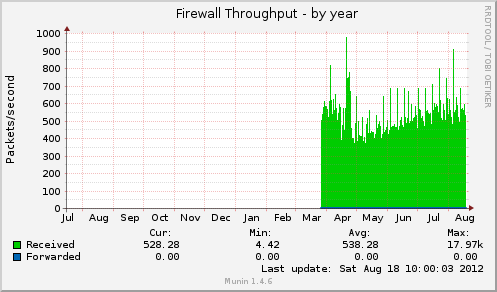 Firewall Throughput - by year
RRDTOOL / TOBI OETIKER
Packets/second
1000
900
800
700
600
500
400
300
200
100
0
Jul Aug Sep Oct Nov Dec Jan Feb Mar Apr May Jun Jul Aug
Cur: Min: Avg: Max:
Received 528.28 4.42 538.28 17.97k
Forwarded 0.00 0.00 0.00 0.00
Last update: Sat Aug 18 10:00:03 2012
Munin 1.4.6